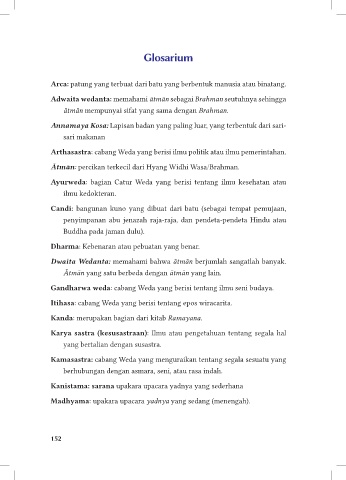 Glosarium
Arca: patung yang terbuat dari batu yang berbentuk manusia atau binatang.
Adwaita wedanta: memahami ātmān sebagai Brahman seutuhnya sehingga
ātmān mempunyai sifat yang sama dengan Brahman.
Annamaya Kosa: Lapisan badan yang paling luar, yang terbentuk dari sari-
sari makanan
Arthasastra: cabang Weda yang berisi ilmu politik atau ilmu pemerintahan.
Ātmān: percikan terkecil dari Hyang Widhi Wasa/Brahman.
Ayurweda: bagian Catur Weda yang berisi tentang ilmu kesehatan atau
ilmu kedokteran.
Candi: bangunan kuno yang dibuat dari batu (sebagai tempat pemujaan,
penyimpanan abu jenazah raja-raja, dan pendeta-pendeta Hindu atau
Buddha pada jaman dulu).
Dharma: Kebenaran atau pebuatan yang benar.
Dwaita Wedanta: memahami bahwa ātmān berjumlah sangatlah banyak.
Ātmān yang satu berbeda dengan ātmān yang lain.
Gandharwa weda: cabang Weda yang berisi tentang ilmu seni budaya.
Itihasa: cabang Weda yang berisi tentang epos wiracarita.
Kanda: merupakan bagian dari kitab Ramayana.
Karya sastra (kesusastraan): Ilmu atau pengetahuan tentang segala hal
yang bertalian dengan susastra.
Kamasastra: cabang Weda yang menguraikan tentang segala sesuatu yang
berhubungan dengan asmara, seni, atau rasa indah.
Kanistama: sarana upakara upacara yadnya yang sederhana
Madhyama: upakara upacara yadnya yang sedang (menengah).
152